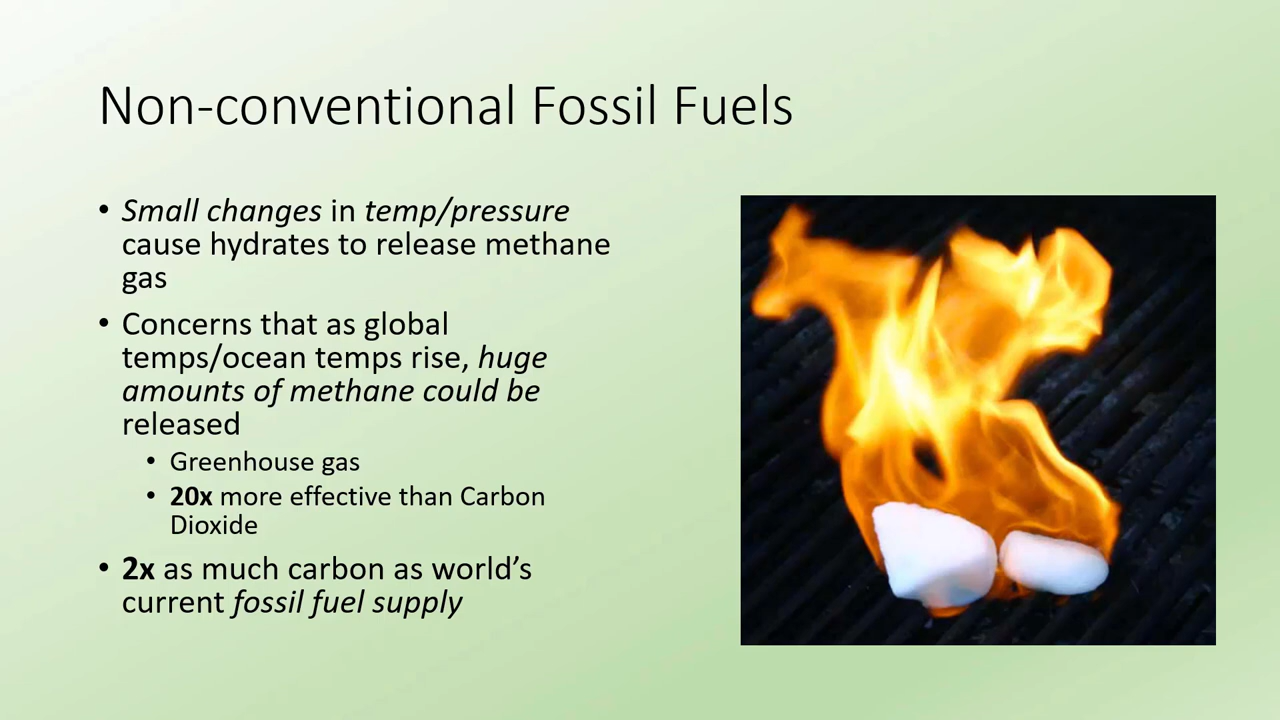 Non-conventional Fossil Fuels
• Small changes in temp/pressure
cause hydrates to release methane
gas
• Concerns that as global
temps/ocean temps rise, huge
amounts of methane could be
released
• Greenhouse gas
• 20x more effective than Carbon
Dioxide
• 2x as much carbon as world’s
current fossil fuel supply